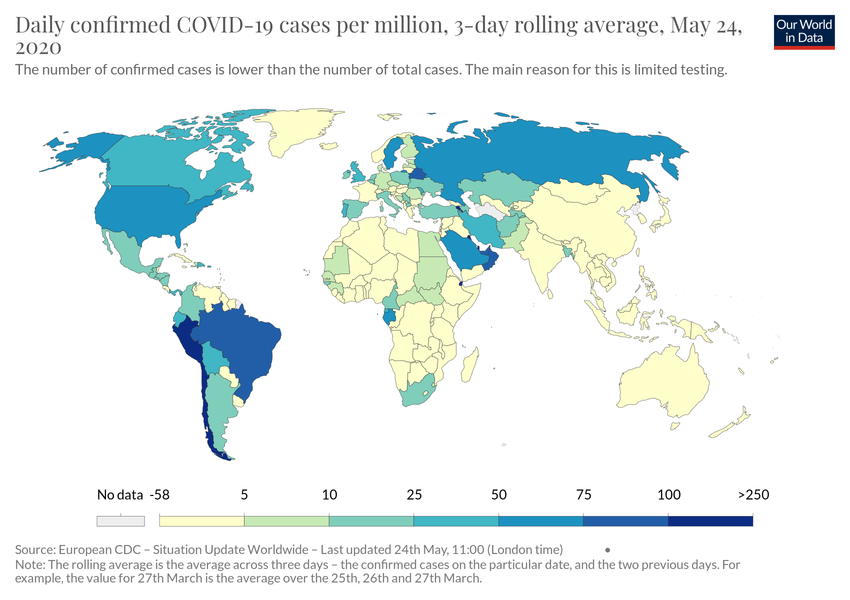 Daily confirmed COVID-19 cases per million, 3-day rolling average, May 24,
2020
Our World
in Data
The number of confirmed cases is lower than the number of total cases. The main reason for this is limited testing.
No data -58 5 10 25 50 75 100 >250
Source: European CDC – Situation Update Worldwide – Last updated 24th May, 11:00 (London time)
Note: The rolling average is the average across three days – the confirmed cases on the particular date, and the two previous days. For
example, the value for 27th March is the average over the 25th, 26th and 27th March.